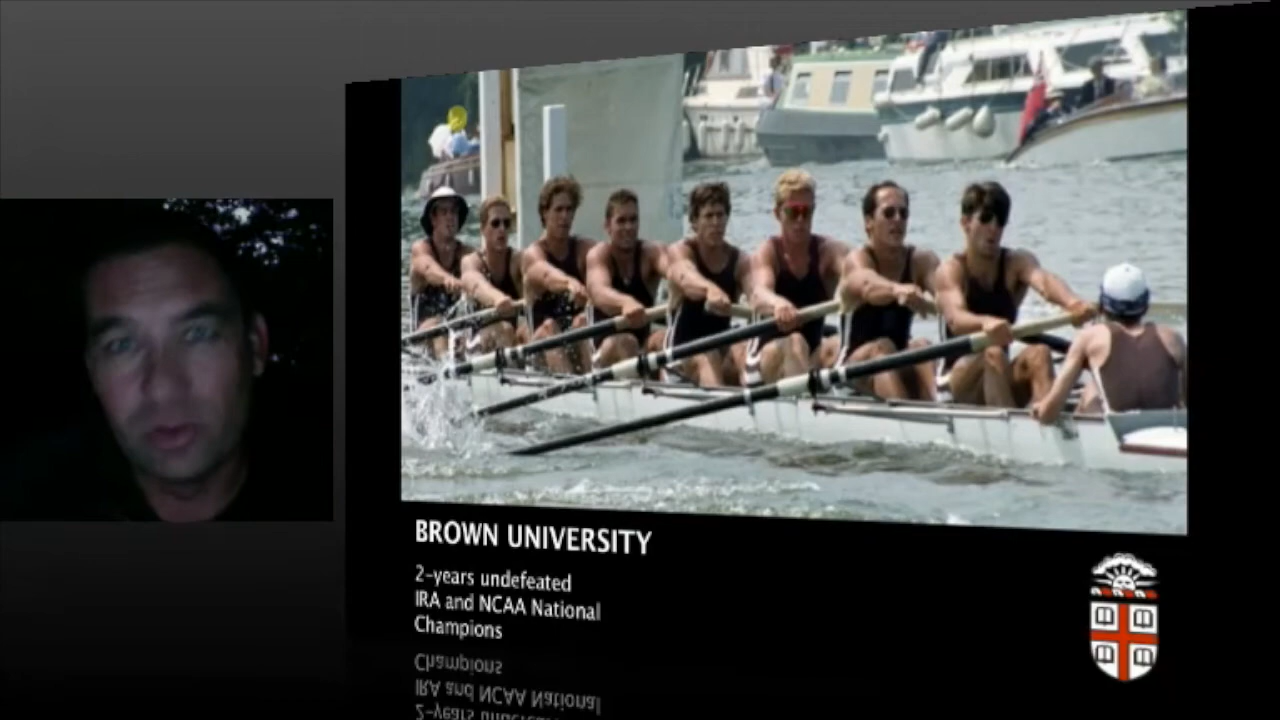 BROWN UNIVERSITY
2-years undefeated
IRA and NCAA National
Champions